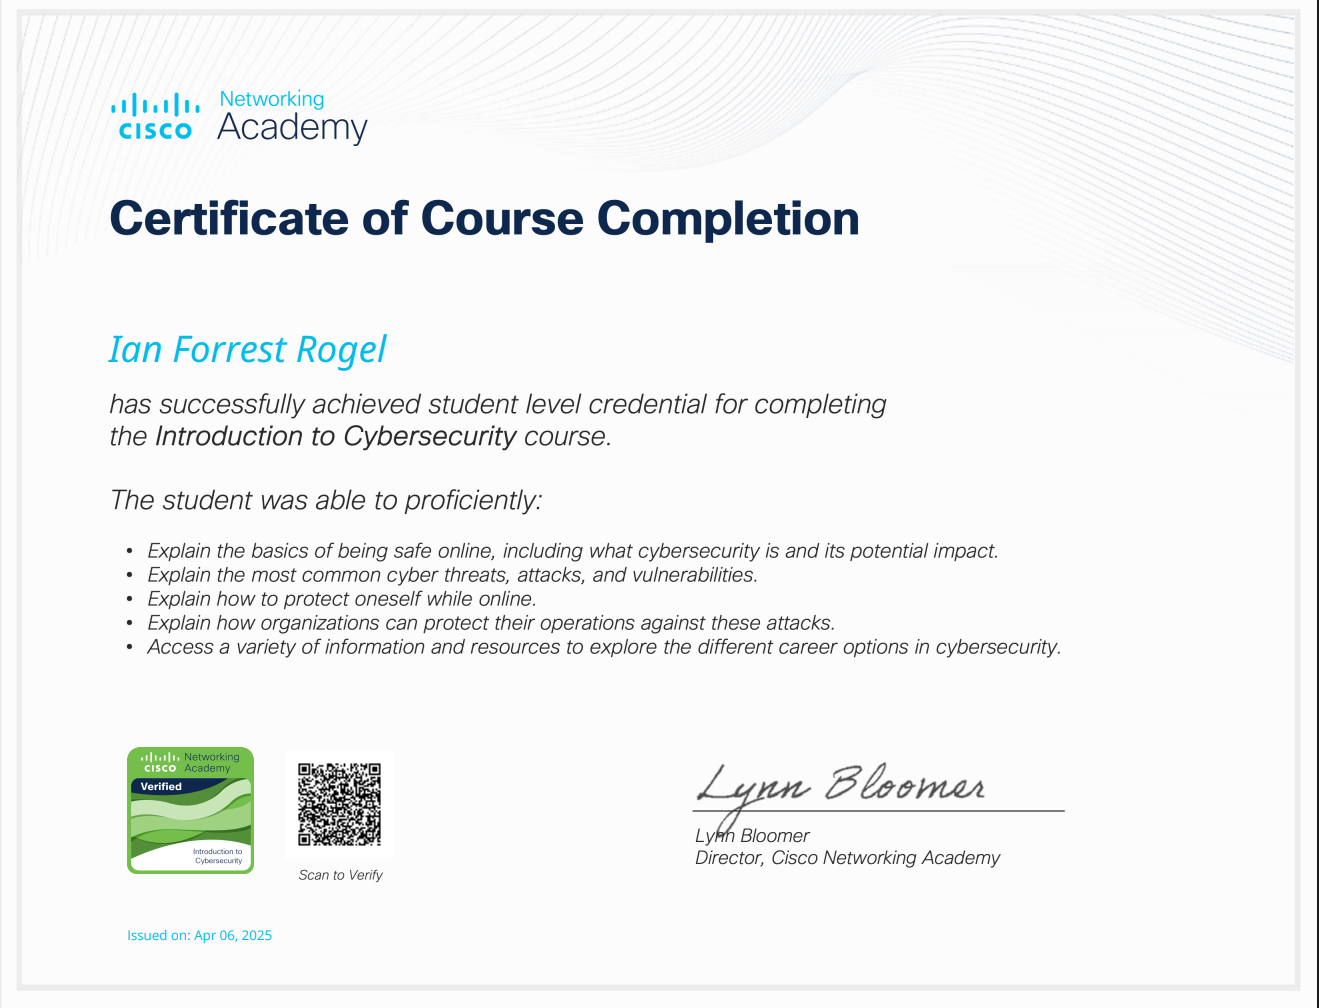 Networking
CISCO Academy
Certificate of Course Completion
Ian Forrest Rogel
has successfully achieved student level credential for completing
the Introduction to Cybersecurity course.
The student was able to proficiently:
• Explain the basics of being safe online, including what cybersecurity is and its potential impact.
• Explain the most common cyber threats, attacks, and vulnerabilities.
• Explain how to protect oneself while online.
• Explain how organizations can protect their operations against these attacks.
• Access a variety of information and resources to explore the different career options in cybersecurity.
Networking
CISCO Academy
Verified
Introduction to
Cybersecurity
Scan to Verify
Lynn Bloomer
Lynn Bloomer
Director, Cisco Networking Academy
Issued on: Apr 06, 2025